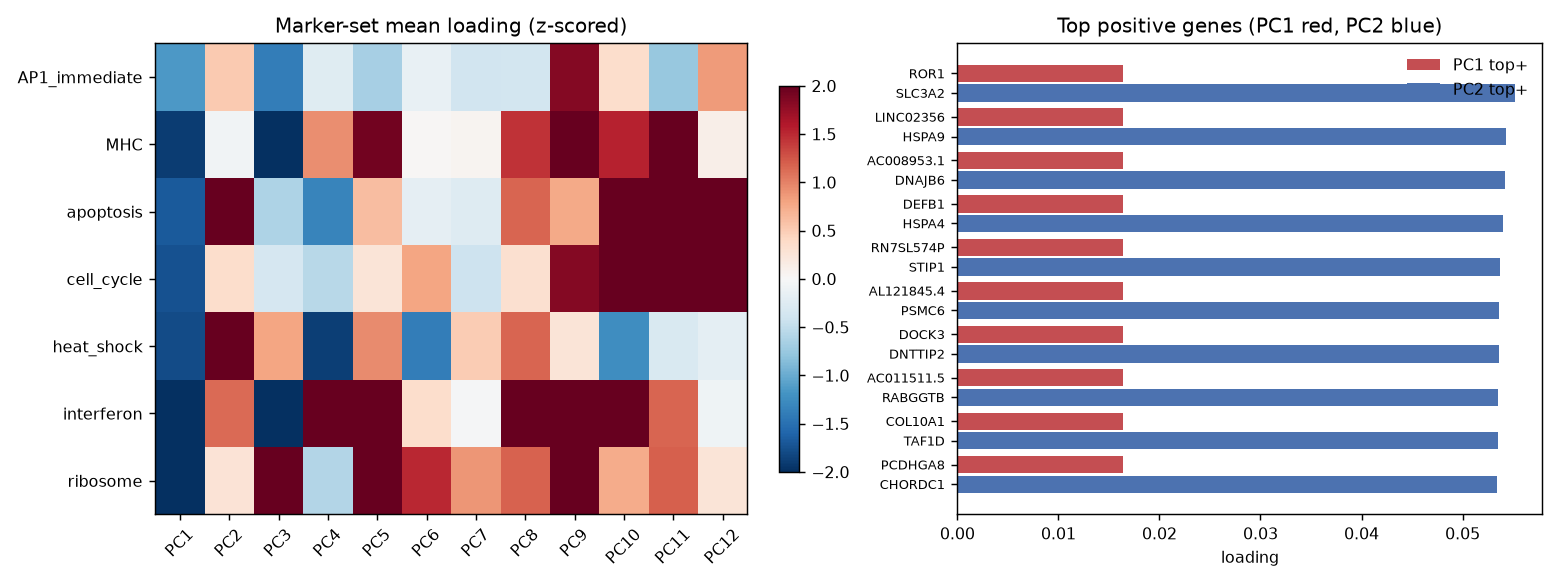 Marker-set mean loading (z-scored)
AP1_immediate
MHC
apoptosis
cell_cycle
heat_shock
interferon
ribosome
PC1 PC2 PC3 PC4 PC5 PC6 PC7 PC8 PC9 PC10 PC11 PC12
2.0
1.5
1.0
0.5
0.0
−0.5
−1.0
−1.5
−2.0
Top positive genes (PC1 red, PC2 blue)
PC1 top+
PC2 top+
ROR1
SLC3A2
LINC02356
HSPA9
AC008953.1
DNAJB6
DEFB1
HSPA4
RN7SL574P
STIP1
AL121845.4
PSMC6
DOCK3
DNTTIP2
AC011511.5
RABGGTB
COL10A1
TAF1D
PCDHGA8
CHORDC1
0.00 0.01 0.02 0.03 0.04 0.05
loading